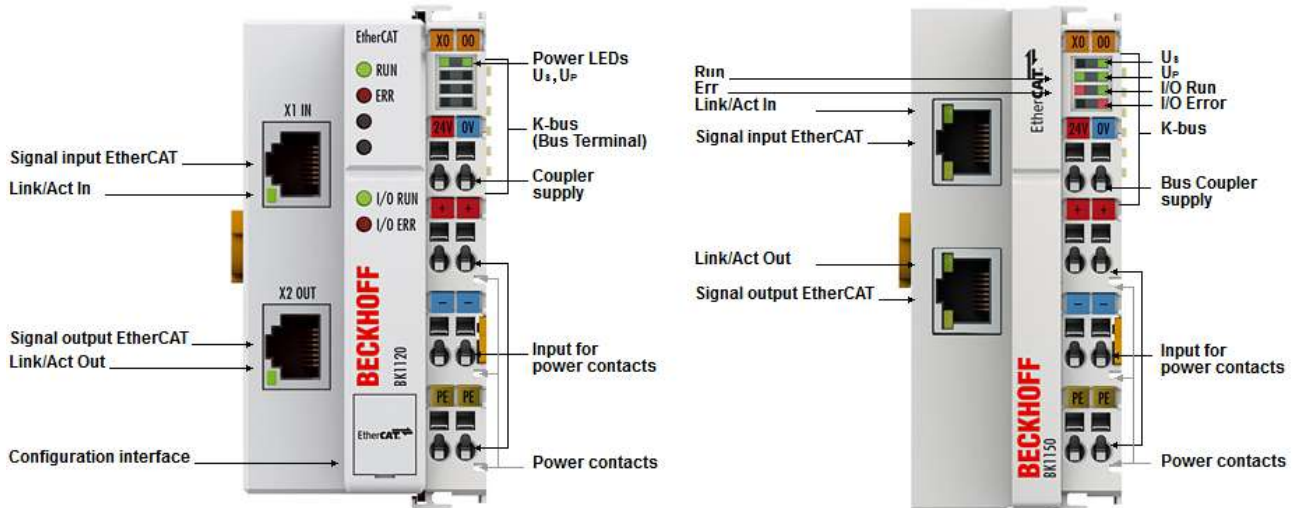 EtherCAT
X0 00
RUN
Power LEDs
Us, UP
ERR
X1 IN
24V 0V
K-bus
(Bus Terminal)
Signal input EtherCAT
Coupler
supply
Link/Act In
I/O RUN
+ +
I/O ERR
X2 OUT
- -
Signal output EtherCAT
Link/Act Out
BECKHOFF
BK1120
Input for
power contacts
PE PE
EtherCAT
Configuration interface
Power contacts
X0 00
Us
Run
UP
Err
I/O Run
Link/Act In
EtherCAT
I/O Error
24V 0V
K-bus
Signal input EtherCAT
Bus Coupler
supply
+ +
Link/Act Out
Signal output EtherCAT
- -
Input for
power contacts
BECKHOFF
BK1150
PE PE
Power contacts